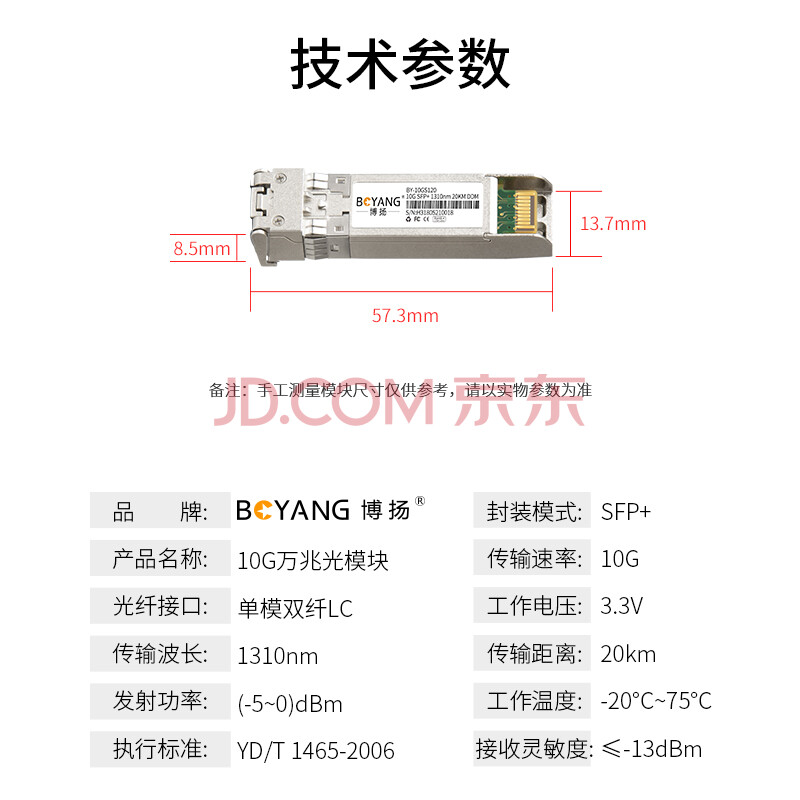 技术参数
BY-10GS120
10G SFP+ 1310nm 20KM DDM
BOYANG®
博扬
S/N:H31805210018
8.5mm
13.7mm
57.3mm
备注：手工测量模块尺寸仅供参考，请以实物参数为准
JD.COM 京东
品 牌: BOYANG 博扬®
封装模式: SFP+
产品名称: 10G万兆光模块
传输速率: 10G
光纤接口: 单模双纤LC
工作电压: 3.3V
传输波长: 1310nm
传输距离: 20km
发射功率: (-5~0)dBm
工作温度: -20°C~75°C
执行标准: YD/T 1465-2006
接收灵敏度: ≤-13dBm